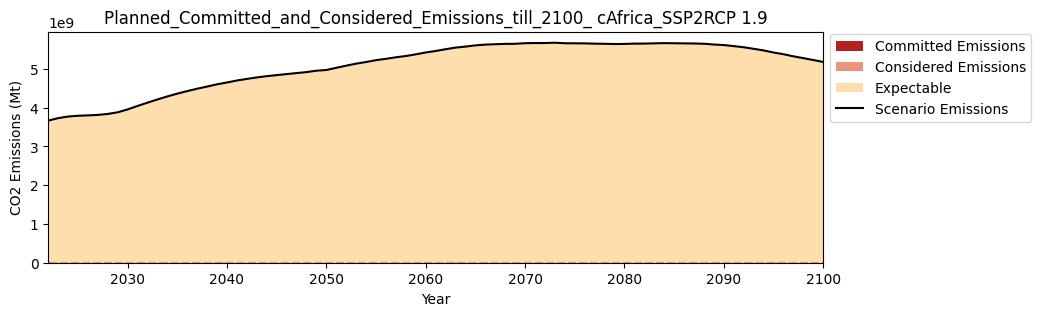 Planned_Committed_and_Considered_Emissions_till_2100_ cAfrica_SSP2RCP 1.9
1e9
CO2 Emissions (Mt)
5
4
3
2
1
0
2030 2040 2050 2060 2070 2080 2090 2100
Year
Committed Emissions
Considered Emissions
Expectable
Scenario Emissions